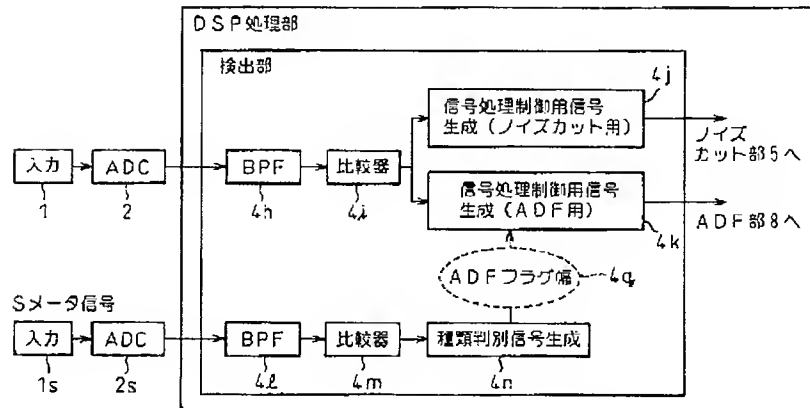 DSP処理部
検出部
4j
信号処理制御用信号
生成(ノイズカット用)
ノイズ
カット部5へ
入力
ADC
BPF
比較器
1
2
4h
4i
信号処理制御用信号
生成(ADF用)
ADF部8へ
4k
ADFフラグ幅
4q
Sメータ信号
入力
ADC
BPF
比較器
種類判別信号生成
1s
2s
4l
4m
4n